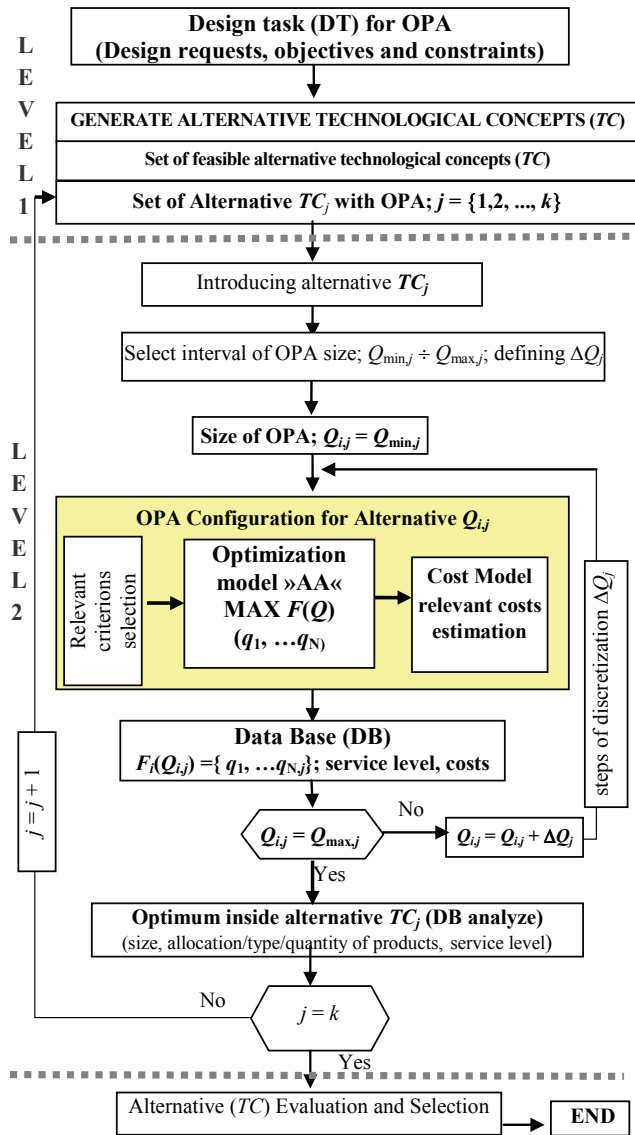 Design task (DT) for OPA
(Design requests, objectives and constraints)
L
E
V
E
L
1
GENERATE ALTERNATIVE TECHNOLOGICAL CONCEPTS (TC)
Set of feasible alternative technological concepts (TC)
Set of Alternative TCj with OPA; j = {1,2, ..., k}
Introducing alternative TCj
Select interval of OPA size; Qmin,j ÷ Qmax,j; defining ΔQj
Size of OPA; Qi,j = Qmin,j
L
E
V
E
L
2
OPA Configuration for Alternative Qi,j
Relevant
criterions
selection
Optimization
model »AA«
MAX F(Q)
(q1, …qN)
Cost Model
relevant costs
estimation
steps of discretization ΔQj
Data Base (DB)
Fi(Qi,j) ={ q1, …qN,j}; service level, costs
Qi,j = Qmax,j
No
Qi,j = Qi,j + ΔQj
Yes
j = j + 1
Optimum inside alternative TCj (DB analyze)
(size, allocation/type/quantity of products, service level)
No
j = k
Yes
Alternative (TC) Evaluation and Selection
END